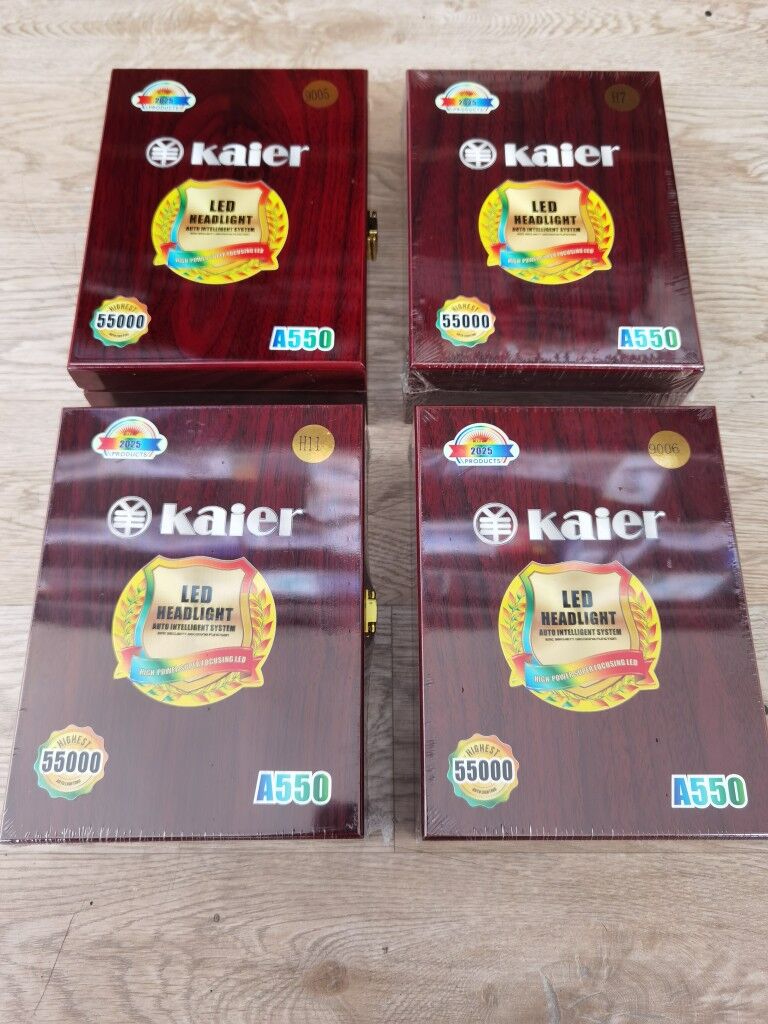 2025
PRODUCTS
9005
kaier
LED
HEADLIGHT
AUTO INTELLIGENT SYSTEM
HIGH POWER SUPER FOCUSING LED
HIGHEST
55000
A550
2025
PRODUCTS
H7
kaier
LED
HEADLIGHT
AUTO INTELLIGENT SYSTEM
HIGH POWER SUPER FOCUSING LED
HIGHEST
55000
A550
2025
PRODUCTS
H11
kaier
LED
HEADLIGHT
AUTO INTELLIGENT SYSTEM
HIGH POWER SUPER FOCUSING LED
HIGHEST
55000
A550
2025
PRODUCTS
9006
kaier
LED
HEADLIGHT
AUTO INTELLIGENT SYSTEM
HIGH POWER SUPER FOCUSING LED
HIGHEST
55000
A550